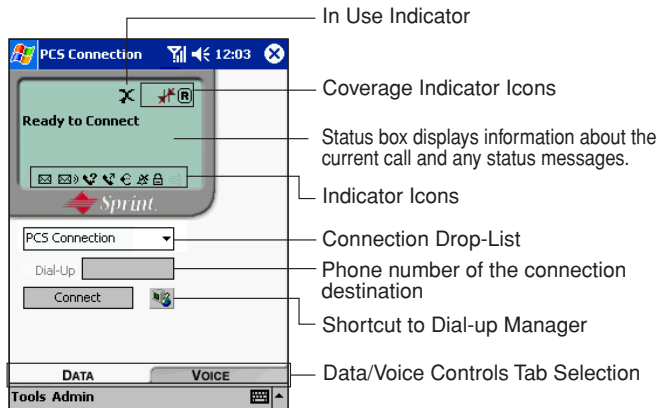 In Use Indicator
PCS Connection 12:03
Coverage Indicator Icons
R
Ready to Connect
Status box displays information about the
current call and any status messages.
Indicator Icons
Sprint.
PCS Connection
Connection Drop-List
Dial-Up
Phone number of the connection
destination
Connect
Shortcut to Dial-up Manager
DATA VOICE
Data/Voice Controls Tab Selection
Tools Admin